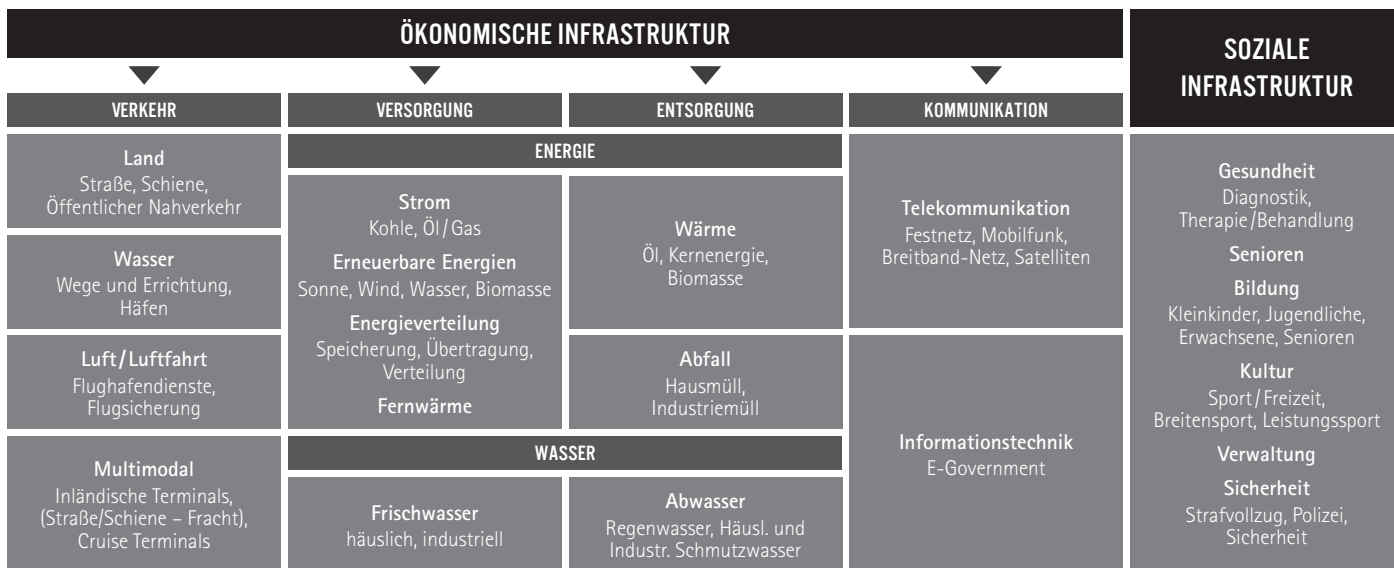 ÖKONOMISCHE INFRASTRUKTUR
SOZIALE
INFRASTRUKTUR
VERKEHR
VERSORGUNG
ENTSORGUNG
KOMMUNIKATION
Land
Straße, Schiene,
Öffentlicher Nahverkehr
Wasser
Wege und Errichtung,
Häfen
Luft/Luftfahrt
Flughafendienste,
Flugsicherung
Multimodal
Inländische Terminals,
(Straße/Schiene – Fracht),
Cruise Terminals
ENERGIE
Strom
Kohle, Öl/Gas
Erneuerbare Energien
Sonne, Wind, Wasser, Biomasse
Energieverteilung
Speicherung, Übertragung,
Verteilung
Fernwärme
Wärme
Öl, Kernenergie,
Biomasse
Abfall
Hausmüll,
Industriemüll
WASSER
Frischwasser
häuslich, industriell
Abwasser
Regenwasser, Häusl. und
Industr. Schmutzwasser
Telekommunikation
Festnetz, Mobilfunk,
Breitband-Netz, Satelliten
Informationstechnik
E-Government
Gesundheit
Diagnostik,
Therapie/Behandlung
Senioren
Bildung
Kleinkinder, Jugendliche,
Erwachsene, Senioren
Kultur
Sport/Freizeit,
Breitensport, Leistungssport
Verwaltung
Sicherheit
Strafvollzug, Polizei,
Sicherheit